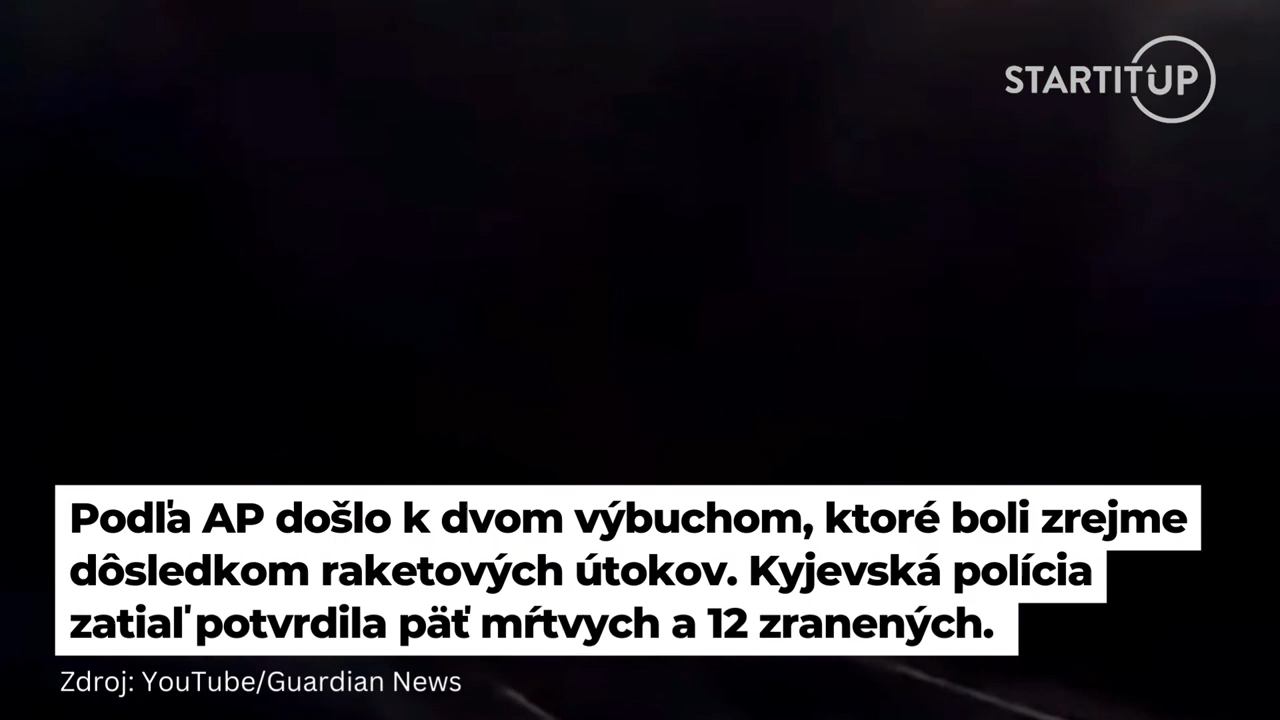 STARTITUP
Podľa AP došlo k dvom výbuchom, ktoré boli zrejme
dôsledkom raketových útokov. Kyjevská polícia
zatiaľ potvrdila päť mŕtvych a 12 zranených.
Zdroj: YouTube/Guardian News